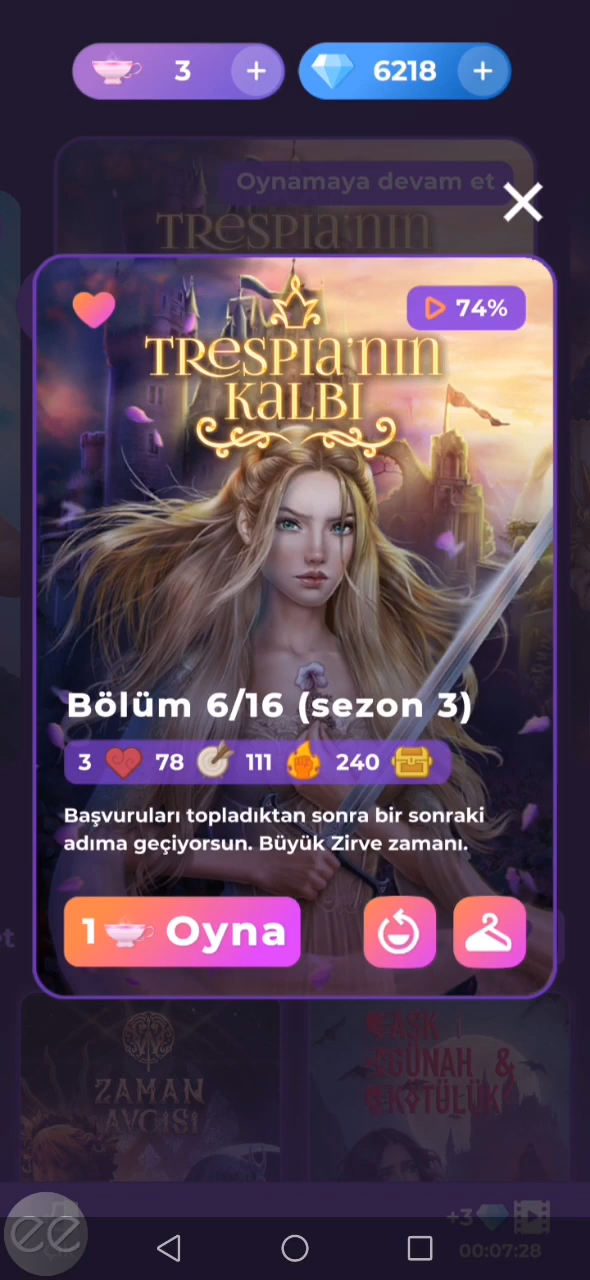 3 +
6218 +
Oynamaya devam et
TRESPIA'NIN
74%
TRESPIA'NIN
KALBI
Bölüm 6/16 (sezon 3)
3 78 111 240
Başvuruları topladıktan sonra bir sonraki
adıma geçiyorsun. Büyük Zirve zamanı.
1 Oyna
et
ZAMAN
AVCISI
AŞK
GÜNAH &
KÖTÜLÜK
+3
00:07:28
ee